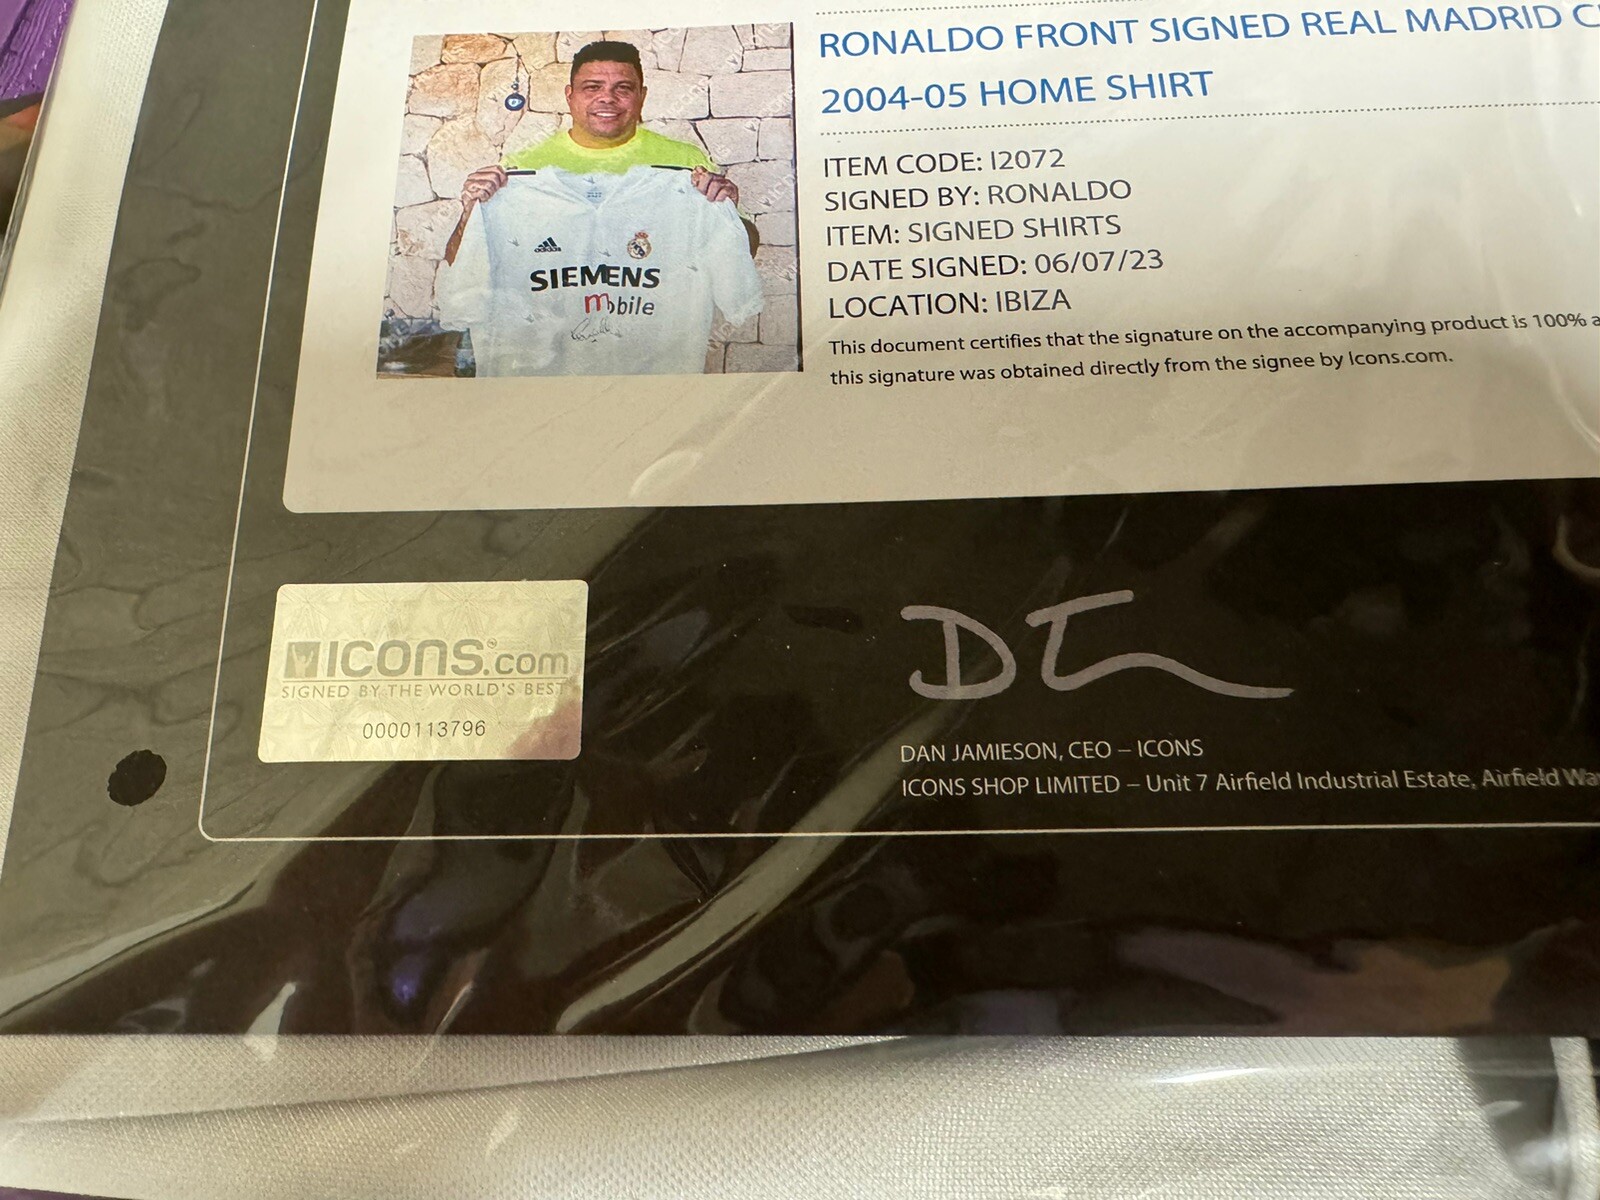 RONALDO FRONT SIGNED REAL MADRID
2004-05 HOME SHIRT
ITEM CODE: I2072
SIGNED BY: RONALDO
ITEM: SIGNED SHIRTS
DATE SIGNED: 06/07/23
LOCATION: IBIZA
This document certifies that the signature on the accompanying product is 100%
this signature was obtained directly from the signee by Icons.com.
adidas
SIEMENS
mobile
ICONS.com
SIGNED BY THE WORLD'S BEST
0000113796
DAN JAMIESON, CEO – ICONS
ICONS SHOP LIMITED – Unit 7 Airfield Industrial Estate, Airfield